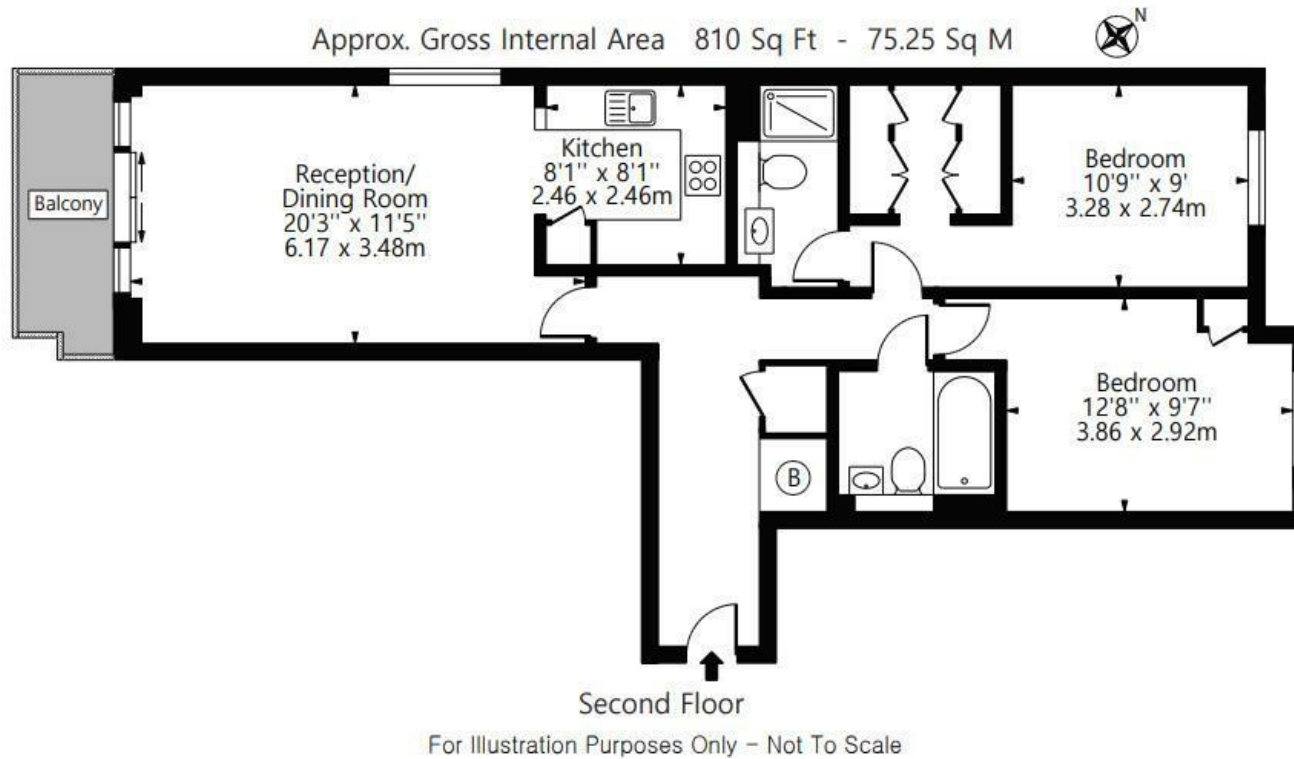 Approx. Gross Internal Area 810 Sq Ft - 75.25 Sq M
N
Balcony
Reception/
Dining Room
20'3'' x 11'5''
6.17 x 3.48m
Kitchen
8'1'' x 8'1''
2.46 x 2.46m
Bedroom
10'9'' x 9'
3.28 x 2.74m
Bedroom
12'8'' x 9'7''
3.86 x 2.92m
B
Second Floor
For Illustration Purposes Only - Not To Scale